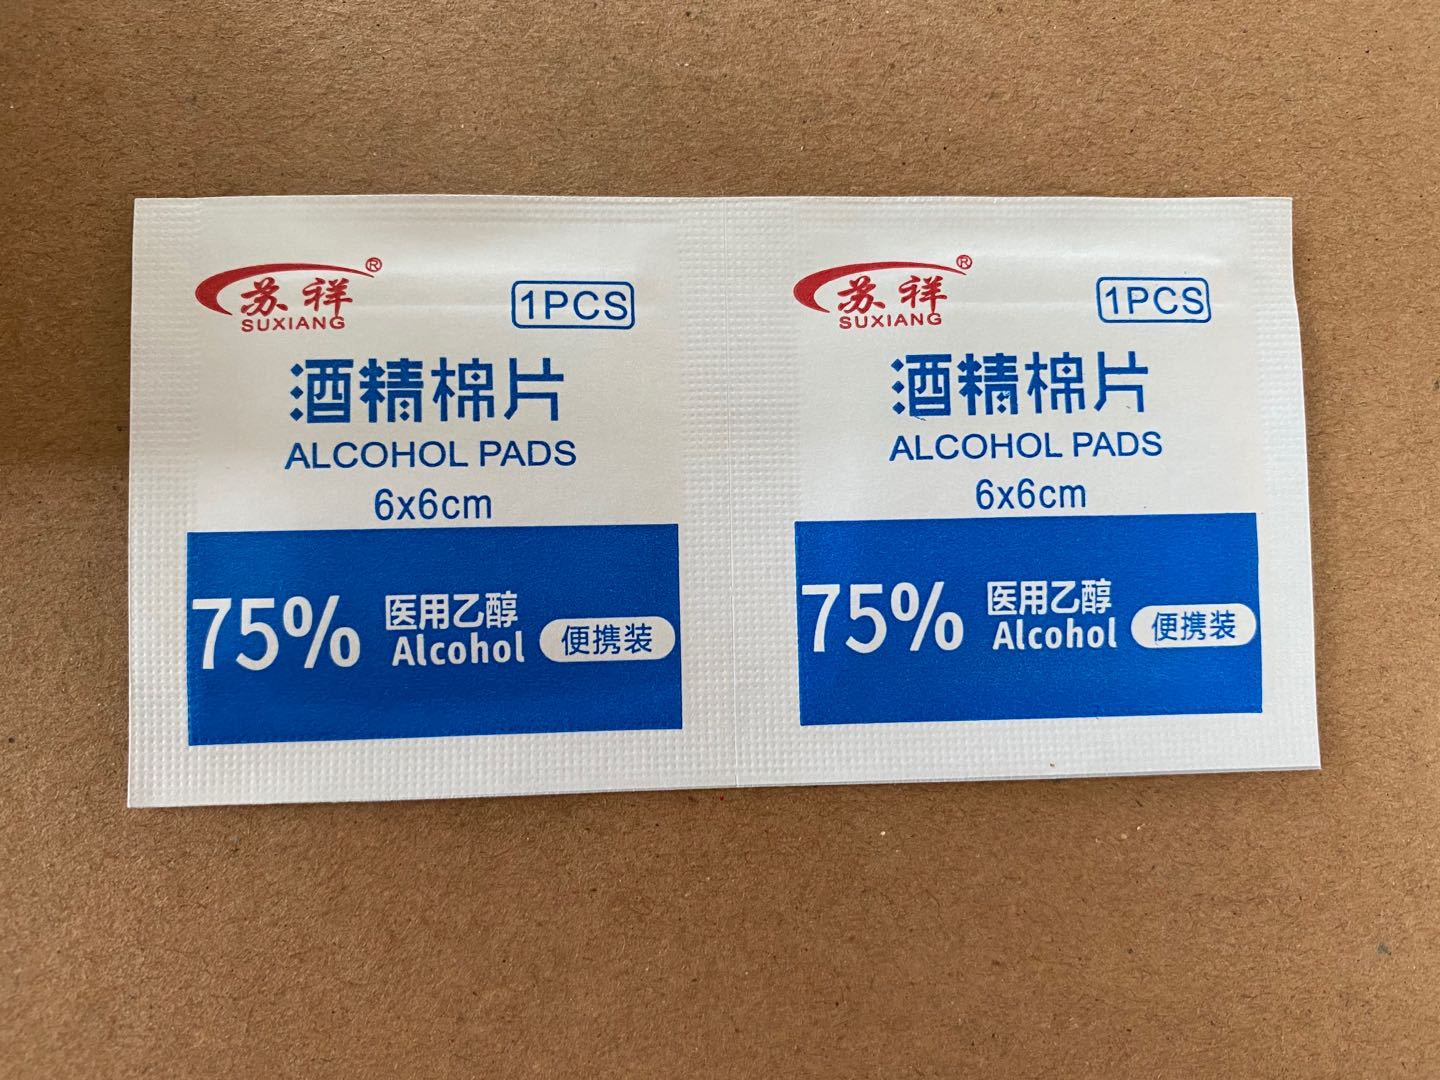 苏祥®
SUXIANG
1PCS
酒精棉片
ALCOHOL PADS
6x6cm
75%
医用乙醇
Alcohol
便携装
苏祥®
SUXIANG
1PCS
酒精棉片
ALCOHOL PADS
6x6cm
75%
医用乙醇
Alcohol
便携装